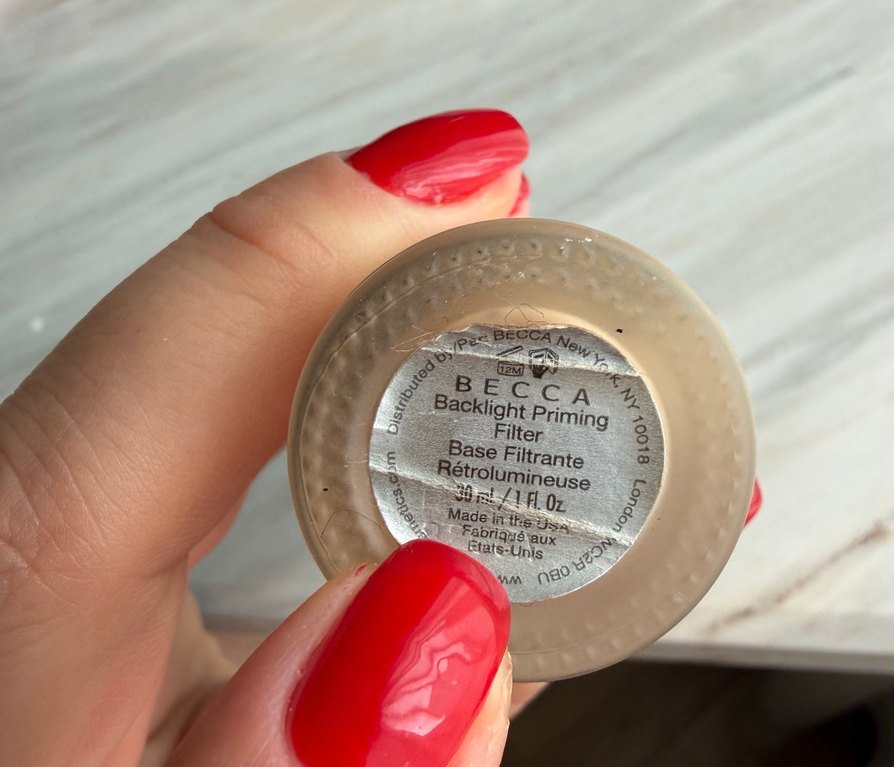 Distributed by/Par: BECCA New York, NY 10018 London WC2R 0BU
12M
BECCA
Backlight Priming
Filter
Base Filtrante
Rétrolumineuse
30 mL/1 Fl. Oz.
Made in the USA
Fabriqué aux
États-Unis